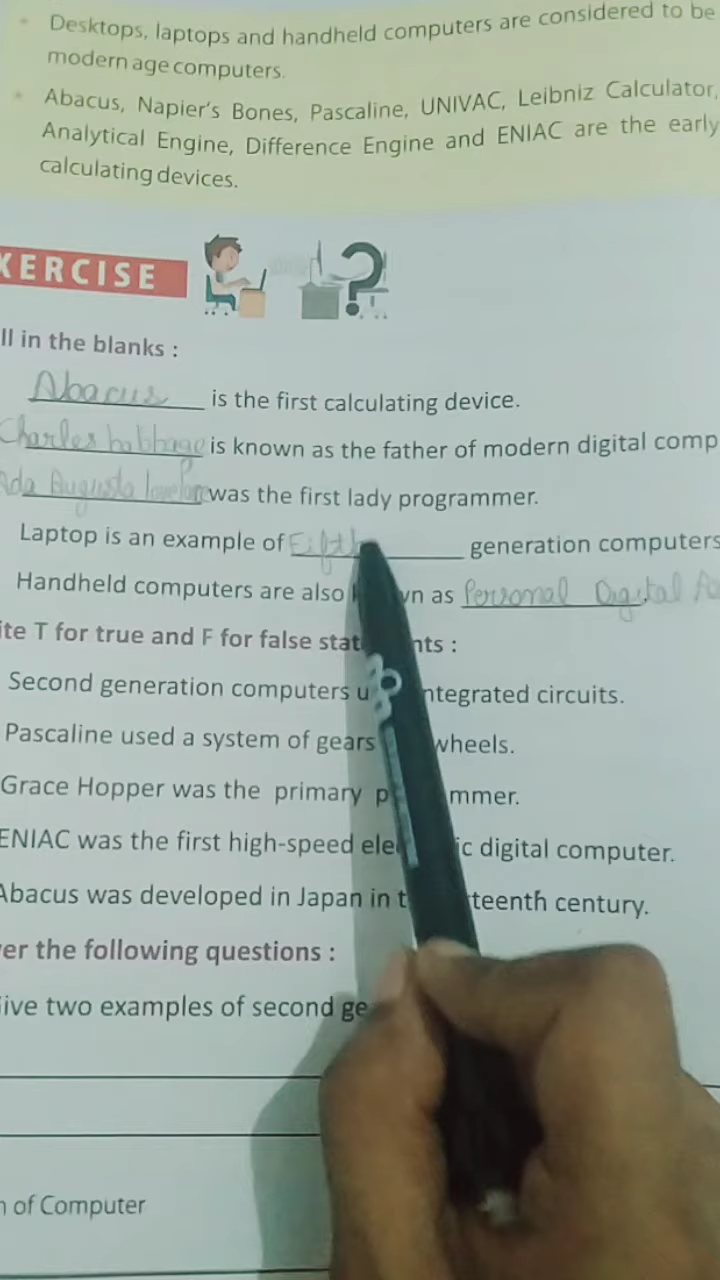 Desktops, laptops and handheld computers are considered to be
modern age computers.
Abacus, Napier's Bones, Pascaline, UNIVAC, Leibniz Calculator,
Analytical Engine, Difference Engine and ENIAC are the early
calculating devices.
XERCISE
ll in the blanks :
Abacus is the first calculating device.
Charles babbage is known as the father of modern digital comp
Ada Augusta lovelace was the first lady programmer.
Laptop is an example of Fifth generation computers
Handheld computers are also wn as Personal Digital
ite T for true and F for false stat nts :
Second generation computers u ntegrated circuits.
Pascaline used a system of gears wheels.
Grace Hopper was the primary p mmer.
ENIAC was the first high-speed ele ic digital computer.
Abacus was developed in Japan in t teenth century.
er the following questions :
ive two examples of second ge
n of Computer